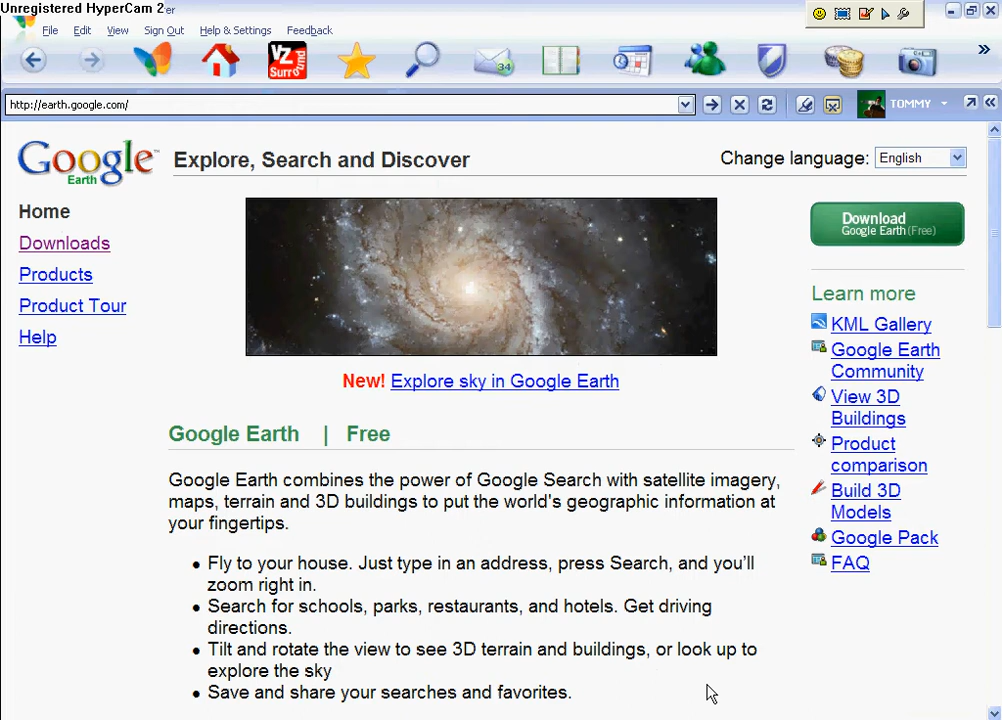 Unregistered HyperCam 2er
File Edit View Sign Out Help & Settings Feedback
VZ Surround
34
http://earth.google.com/
TOMMY
Google™ Earth
Explore, Search and Discover
Change language: English
Home
Downloads
Products
Product Tour
Help
New! Explore sky in Google Earth
Download
Google Earth (Free)
Learn more
KML Gallery
Google Earth
Community
View 3D
Buildings
Product
comparison
Build 3D
Models
Google Pack
FAQ
Google Earth | Free
Google Earth combines the power of Google Search with satellite imagery,
maps, terrain and 3D buildings to put the world's geographic information at
your fingertips.
• Fly to your house. Just type in an address, press Search, and you'll
zoom right in.
• Search for schools, parks, restaurants, and hotels. Get driving
directions.
• Tilt and rotate the view to see 3D terrain and buildings, or look up to
explore the sky
• Save and share your searches and favorites.